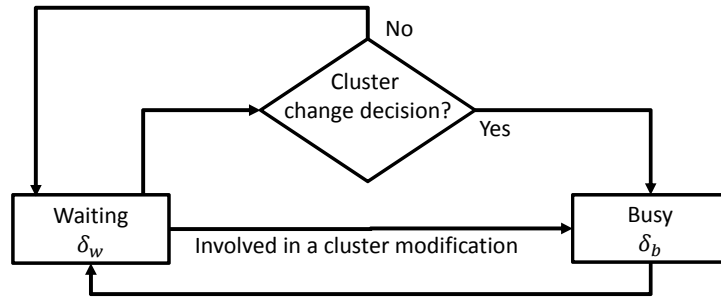 No
Cluster
change decision?
Yes
Waiting
δ_w
Involved in a cluster modification
Busy
δ_b